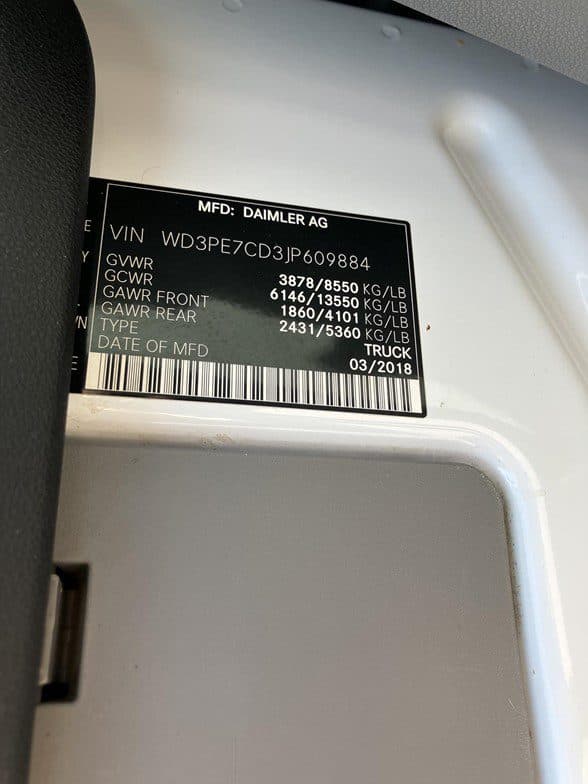 MFD: DAIMLER AG
VIN WD3PE7CD3JP609884
GVWR 3878/8550 KG/LB
GCWR 6146/13550 KG/LB
GAWR FRONT 1860/4101 KG/LB
GAWR REAR 2431/5360 KG/LB
TYPE TRUCK
DATE OF MFD 03/2018